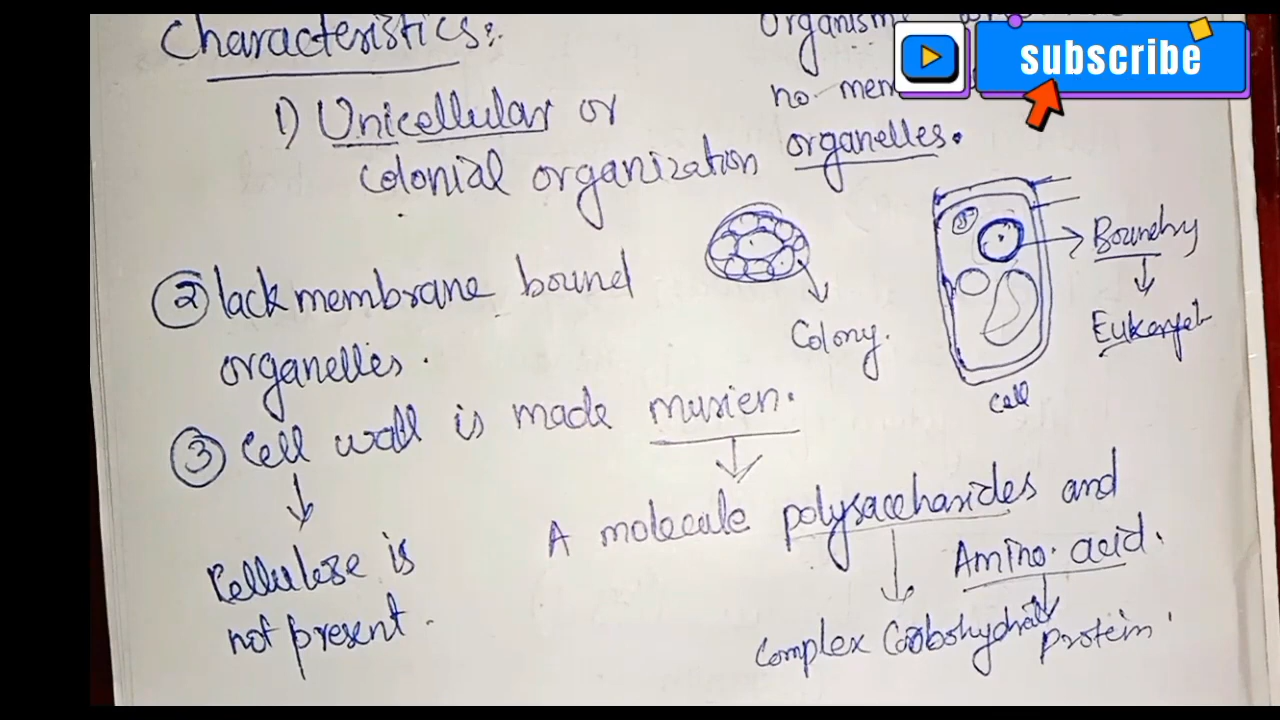 Characteristics:
organisms
subscribe
no mem
organelles.
1) Unicellular or
colonial organization
② lack membrane bound
organelles.
Colony.
Boundry
Eukaryot
Cell
③ Cell wall is made murien.
A molecule polysaccharides and
Amino acid.
Cellulose is
not present.
Complex Carbohydrate
Protein.